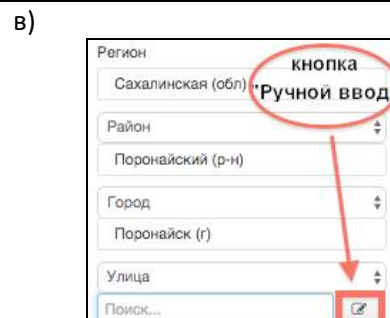 в)
Регион
кнопка
Сахалинская (обл)
"Ручной ввод
Район
Поронайский (р-н)
Город
Поронайск (г)
Улица
Поиск...